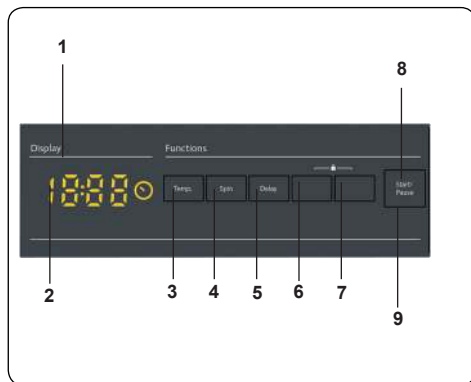 1
8
Display
Functions
18:88
Temp.
Spin
Delay
Start/
Pause
2
3
4
5
6
7
9